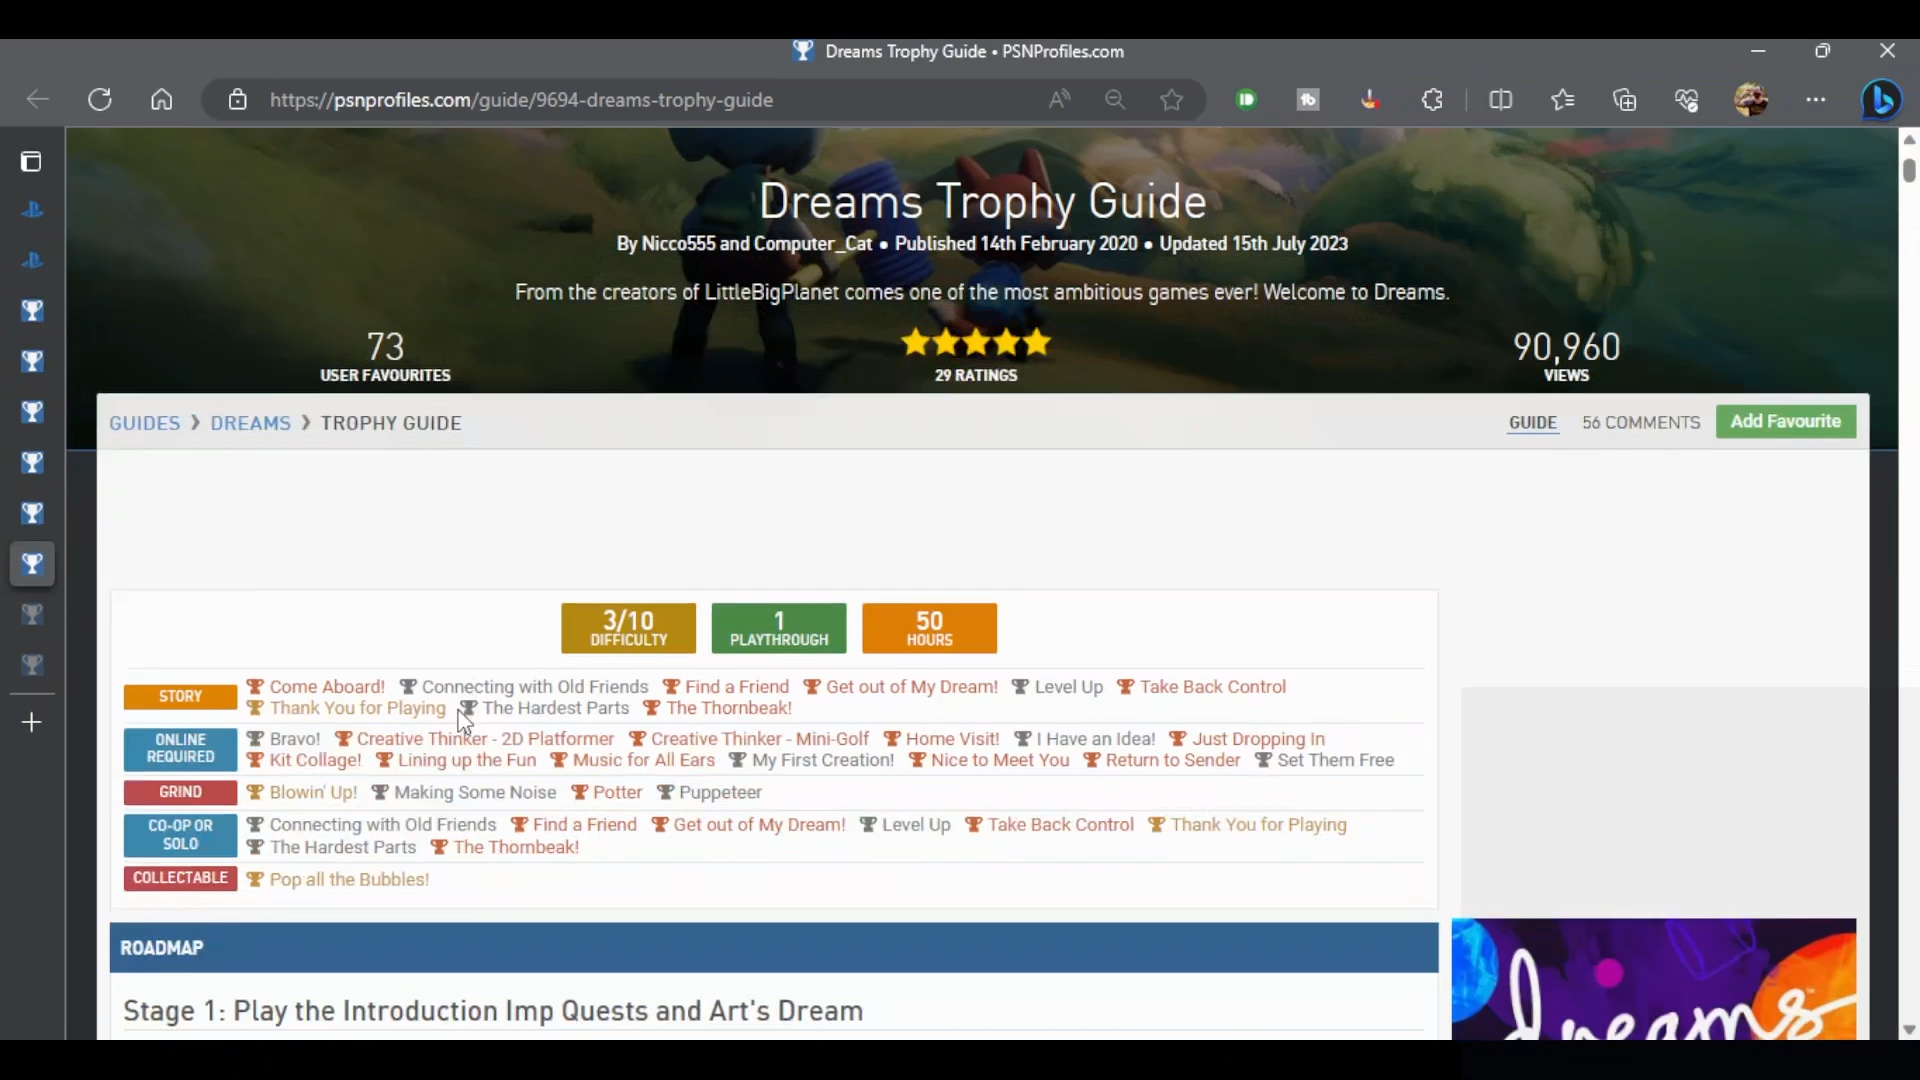 Dreams Trophy Guide • PSNProfiles.com
https://psnprofiles.com/guide/9694-dreams-trophy-guide
Dreams Trophy Guide
By Nicco555 and Computer_Cat • Published 14th February 2020 • Updated 15th July 2023
From the creators of LittleBigPlanet comes one of the most ambitious games ever! Welcome to Dreams.
73
USER FAVOURITES
29 RATINGS
90,960
VIEWS
GUIDES > DREAMS > TROPHY GUIDE
GUIDE 56 COMMENTS Add Favourite
3/10
DIFFICULTY
1
PLAYTHROUGH
50
HOURS
STORY
Come Aboard! Connecting with Old Friends Find a Friend Get out of My Dream! Level Up Take Back Control
Thank You for Playing The Hardest Parts The Thornbeak!
ONLINE
REQUIRED
Bravo! Creative Thinker - 2D Platformer Creative Thinker - Mini-Golf Home Visit! I Have an Idea! Just Dropping In
Kit Collage! Lining up the Fun Music for All Ears My First Creation! Nice to Meet You Return to Sender Set Them Free
GRIND
Blowin' Up! Making Some Noise Potter Puppeteer
CO-OP OR
SOLO
Connecting with Old Friends Find a Friend Get out of My Dream! Level Up Take Back Control Thank You for Playing
The Hardest Parts The Thornbeak!
COLLECTABLE
Pop all the Bubbles!
ROADMAP
Stage 1: Play the Introduction Imp Quests and Art's Dream
dreams